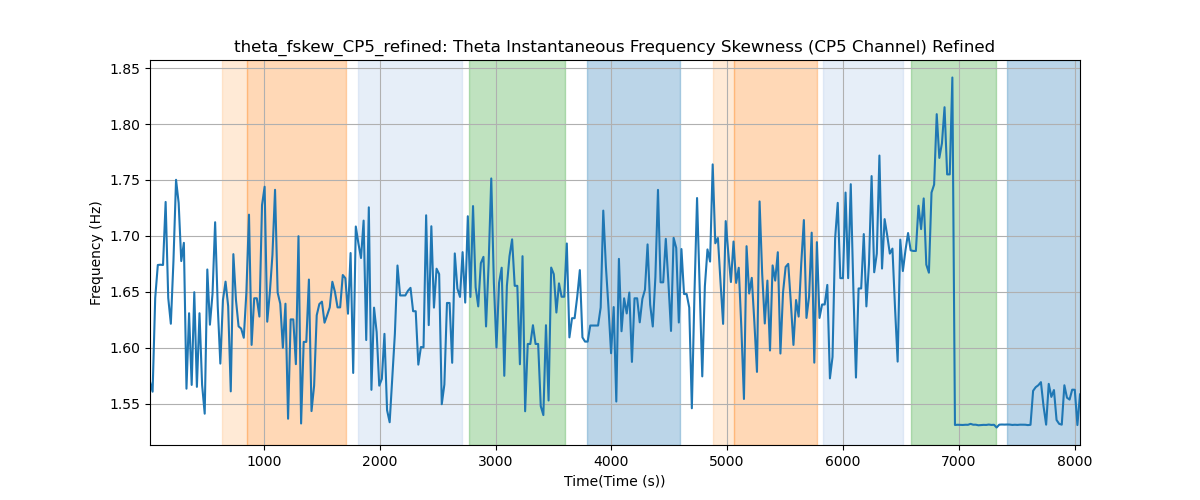 theta_fskew_CP5_refined: Theta Instantaneous Frequency Skewness (CP5 Channel) Refined
1.85
1.80
1.75
1.70
1.65
1.60
1.55
Frequency (Hz)
1000 2000 3000 4000 5000 6000 7000 8000
Time(Time (s))